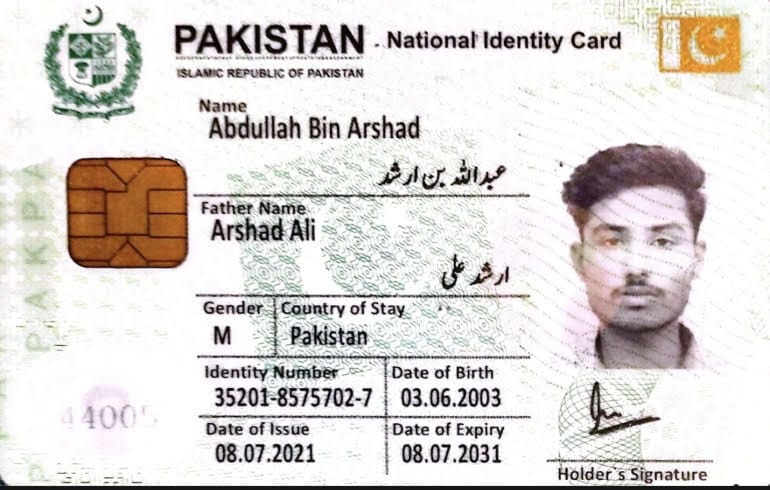 PAKISTAN National Identity Card
ISLAMIC REPUBLIC OF PAKISTAN
Name
Abdullah Bin Arshad
عبداللہ بن ارشد
Father Name
Arshad Ali
ارشد علی
Gender Country of Stay
M Pakistan
Identity Number Date of Birth
35201-8575702-7 03.06.2003
Date of Issue Date of Expiry
08.07.2021 08.07.2031
44005
Holder`s Signature